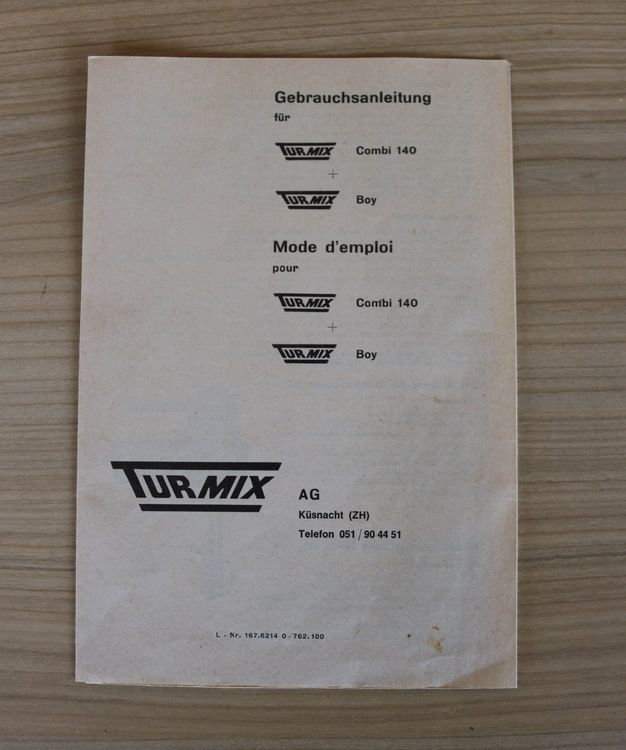 Gebrauchsanleitung
für
TURMIX Combi 140
+
TURMIX Boy
Mode d'emploi
pour
TURMIX Combi 140
+
TURMIX Boy
TURMIX AG
Küsnacht (ZH)
Telefon 051 / 90 44 51
L - Nr. 167.6214 0-762.100